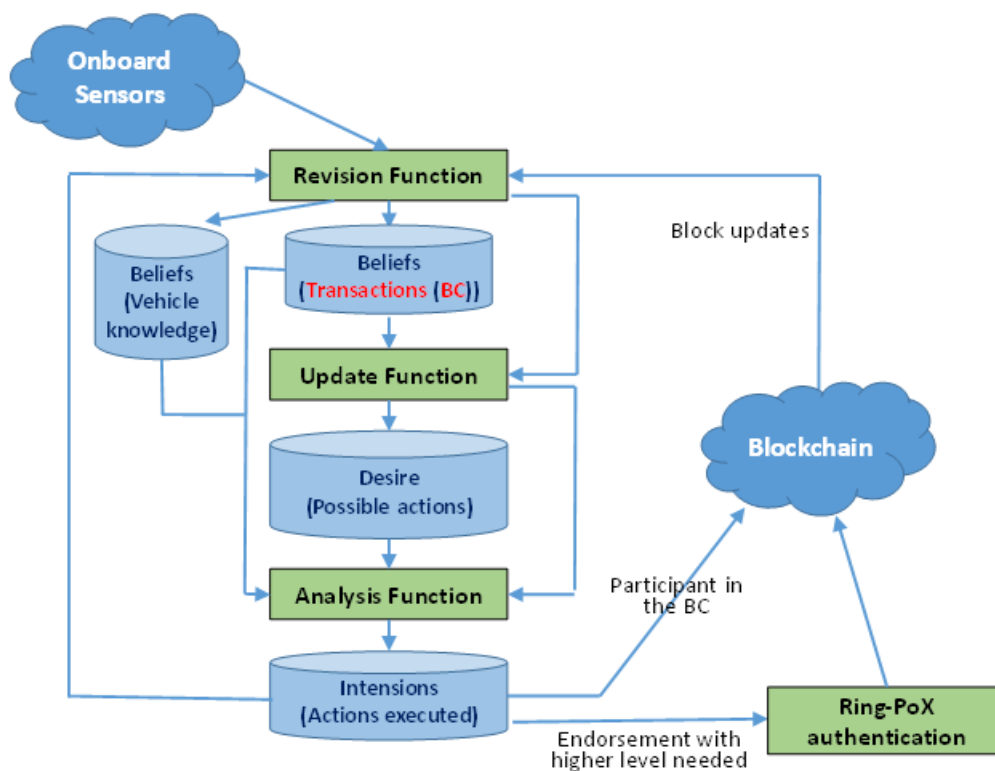 Onboard
Sensors
Revision Function
Block updates
Beliefs
(Vehicle
knowledge)
Beliefs
(Transactions (BC))
Update Function
Blockchain
Desire
(Possible actions)
Analysis Function
Participant in
the BC
Intensions
(Actions executed)
Ring-PoX
authentication
Endorsement with
higher level needed